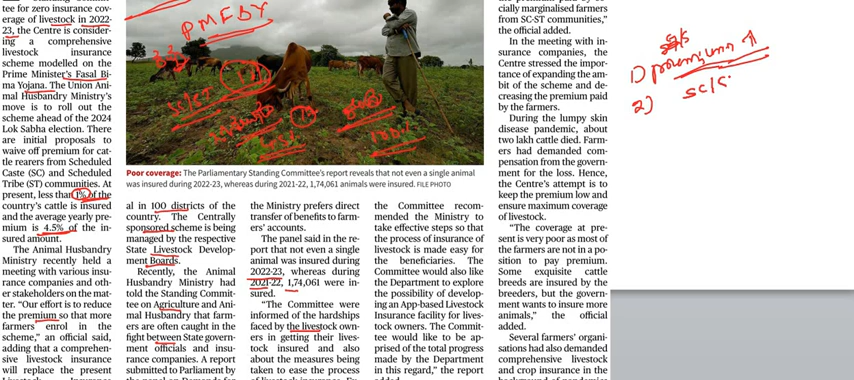 tee for zero insurance cov-
erage of livestock in 2022-
23, the Centre is consider-
ing a comprehensive
livestock insurance
scheme modelled on the
Prime Minister's Fasal Bi-
ma Yojana. The Union Ani-
mal Husbandry Ministry's
move is to roll out the
scheme ahead of the 2024
Lok Sabha election. There
are initial proposals to
waive premium for cat-
tle rearers from Scheduled
Caste (SC) and Scheduled
Tribe (ST) communities. At
present, less than 1% of the
country's cattle is insured
and the average yearly pre-
mium is 4.5% of the in-
sured amount.
The Animal Husbandry
Ministry recently held a
meeting with various insu-
rance companies and oth-
er stakeholders on the mat-
ter. "Our effort is to reduce
the premium so that more
farmers enrol in the
scheme," an official said,
adding that a comprehen-
sive livestock insurance
will replace the present
PMFBY
SC/ST
Poor coverage: The Parliamentary Standing Committee's report reveals that not even a single animal
was insured during 2022-23, whereas during 2021-22, 1,74,061 animals were insured. FILE PHOTO
al in 100 districts of the
country. The Centrally
sponsored scheme is being
managed by the respective
State Livestock Develop-
ment Boards.
Recently, the Animal
Husbandry Ministry had
told the Standing Commit-
tee on Agriculture and Ani-
mal Husbandry that farm-
ers are often caught in the
fight between State govern-
ment officials and insu-
rance companies. A report
submitted to Parliament by
the Ministry prefers direct
transfer of benefits to farm-
ers' accounts.
The panel said in the
report that not even a single
animal was insured during
2022-23, whereas during
2021-22, 1,74,061 were in-
sured.
"The Committee were
informed of the hardships
faced by the livestock own-
ers in getting their lives-
tock insured and also
about the measures being
taken to ease the process
the Committee recom-
mended the Ministry to
take effective steps so that
the process of insurance of
livestock is made easy for
the beneficiaries. The
Committee would also like
the Department to explore
the possibility of develop-
ing an App-based Livestock
Insurance facility for lives-
tock owners. The Commit-
tee would like to be ap-
prised of the total progress
made by the Department
in this regard," the report
cially marginalised farmers
from SC-ST communities,"
the official added.
In the meeting with in-
surance companies, the
Centre stressed the impor-
tance of expanding the am-
bit of the scheme and de-
creasing the premium paid
by the farmers.
During the lumpy skin
disease pandemic, about
two lakh cattle died. Farm-
ers had demanded com-
pensation from the govern-
ment for the loss. Hence,
the Centre's attempt is to
keep the premium low and
ensure maximum coverage
of livestock.
"The coverage at pre-
sent is very poor as most of
the farmers are not in a po-
sition to pay premium.
Some exquisite cattle
breeds are insured by the
breeders, but the govern-
ment wants to insure more
animals," the official
added.
Several farmers' organi-
sations had also demanded
comprehensive livestock
and crop insurance in the
1) premium
2) SC/S